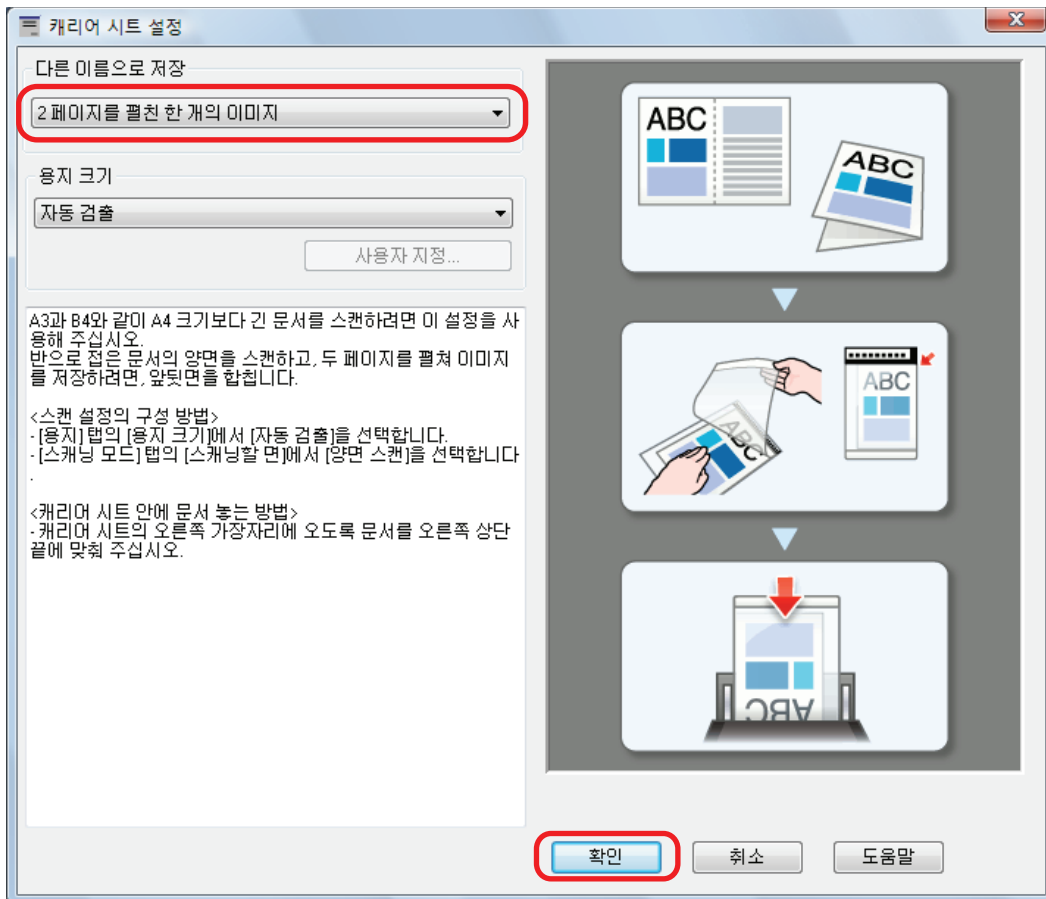 캐리어 시트 설정
다른 이름으로 저장
2 페이지를 펼친 한 개의 이미지
용지 크기
자동 검출
사용자 지정...
A3과 B4와 같이 A4 크기보다 긴 문서를 스캔하려면 이 설정을 사
용해 주십시오.
반으로 접은 문서의 양면을 스캔하고, 두 페이지를 펼쳐 이미지
를 저장하려면, 앞뒷면을 합칩니다.
<스캔 설정의 구성 방법>
- [용지] 탭의 [용지 크기]에서 [자동 검출]을 선택합니다.
- [스캐닝 모드] 탭의 [스캐닝할 면]에서 [양면 스캔]을 선택합니다
.
<캐리어 시트 안에 문서 놓는 방법>
- 캐리어 시트의 오른쪽 가장자리에 오도록 문서를 오른쪽 상단
끝에 맞춰 주십시오.
ABC
ABC
ABC
ABC
ABC
확인
취소
도움말